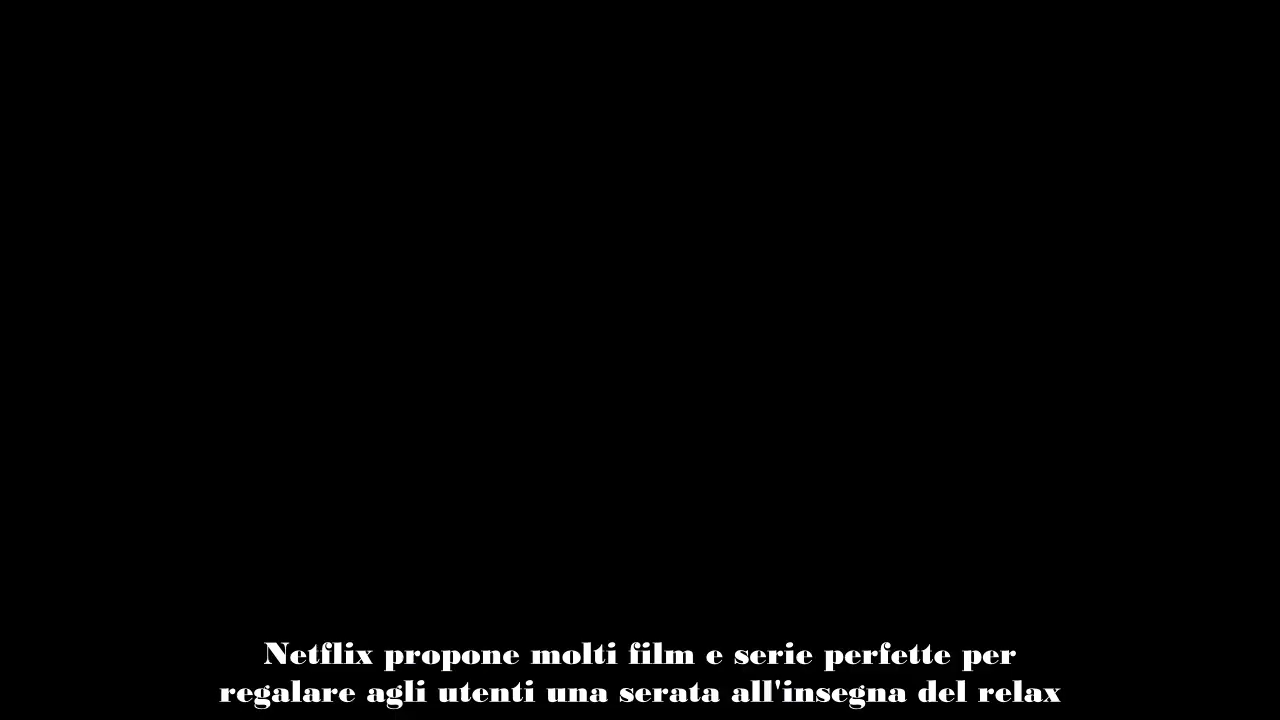 Netflix propone molti film e serie perfette per
regalare agli utenti una serata all'insegna del relax